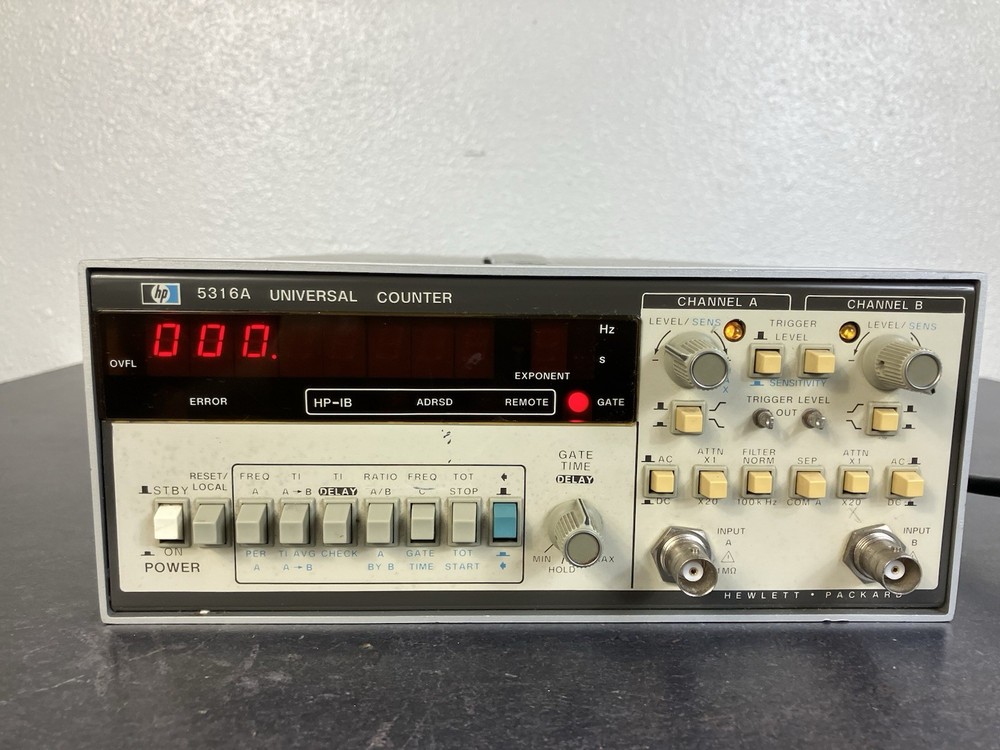 hp 5316A UNIVERSAL COUNTER
CHANNEL A
CHANNEL B
000.
Hz
s
OVFL
EXPONENT
ERROR
HP-IB ADRSD REMOTE
GATE
LEVEL/SENS
TRIGGER
LEVEL
LEVEL/SENS
SENSITIVITY
TRIGGER LEVEL
OUT
AC
ATTN
X1
FILTER
NORM
SEP
ATTN
X1
AC
DC
X20
100kHz
COM A
X20
DC
STBY
RESET/
LOCAL
FREQ
A
TI
A→B
TI
DELAY
RATIO
A/B
FREQ
TOT
STOP
GATE
TIME
DELAY
ON
POWER
PER
A
TI AVG
A→B
CHECK
A
BY B
GATE
TIME
TOT
START
MIN
HOLD
MAX
INPUT
A
1MΩ
INPUT
B
HEWLETT • PACKARD